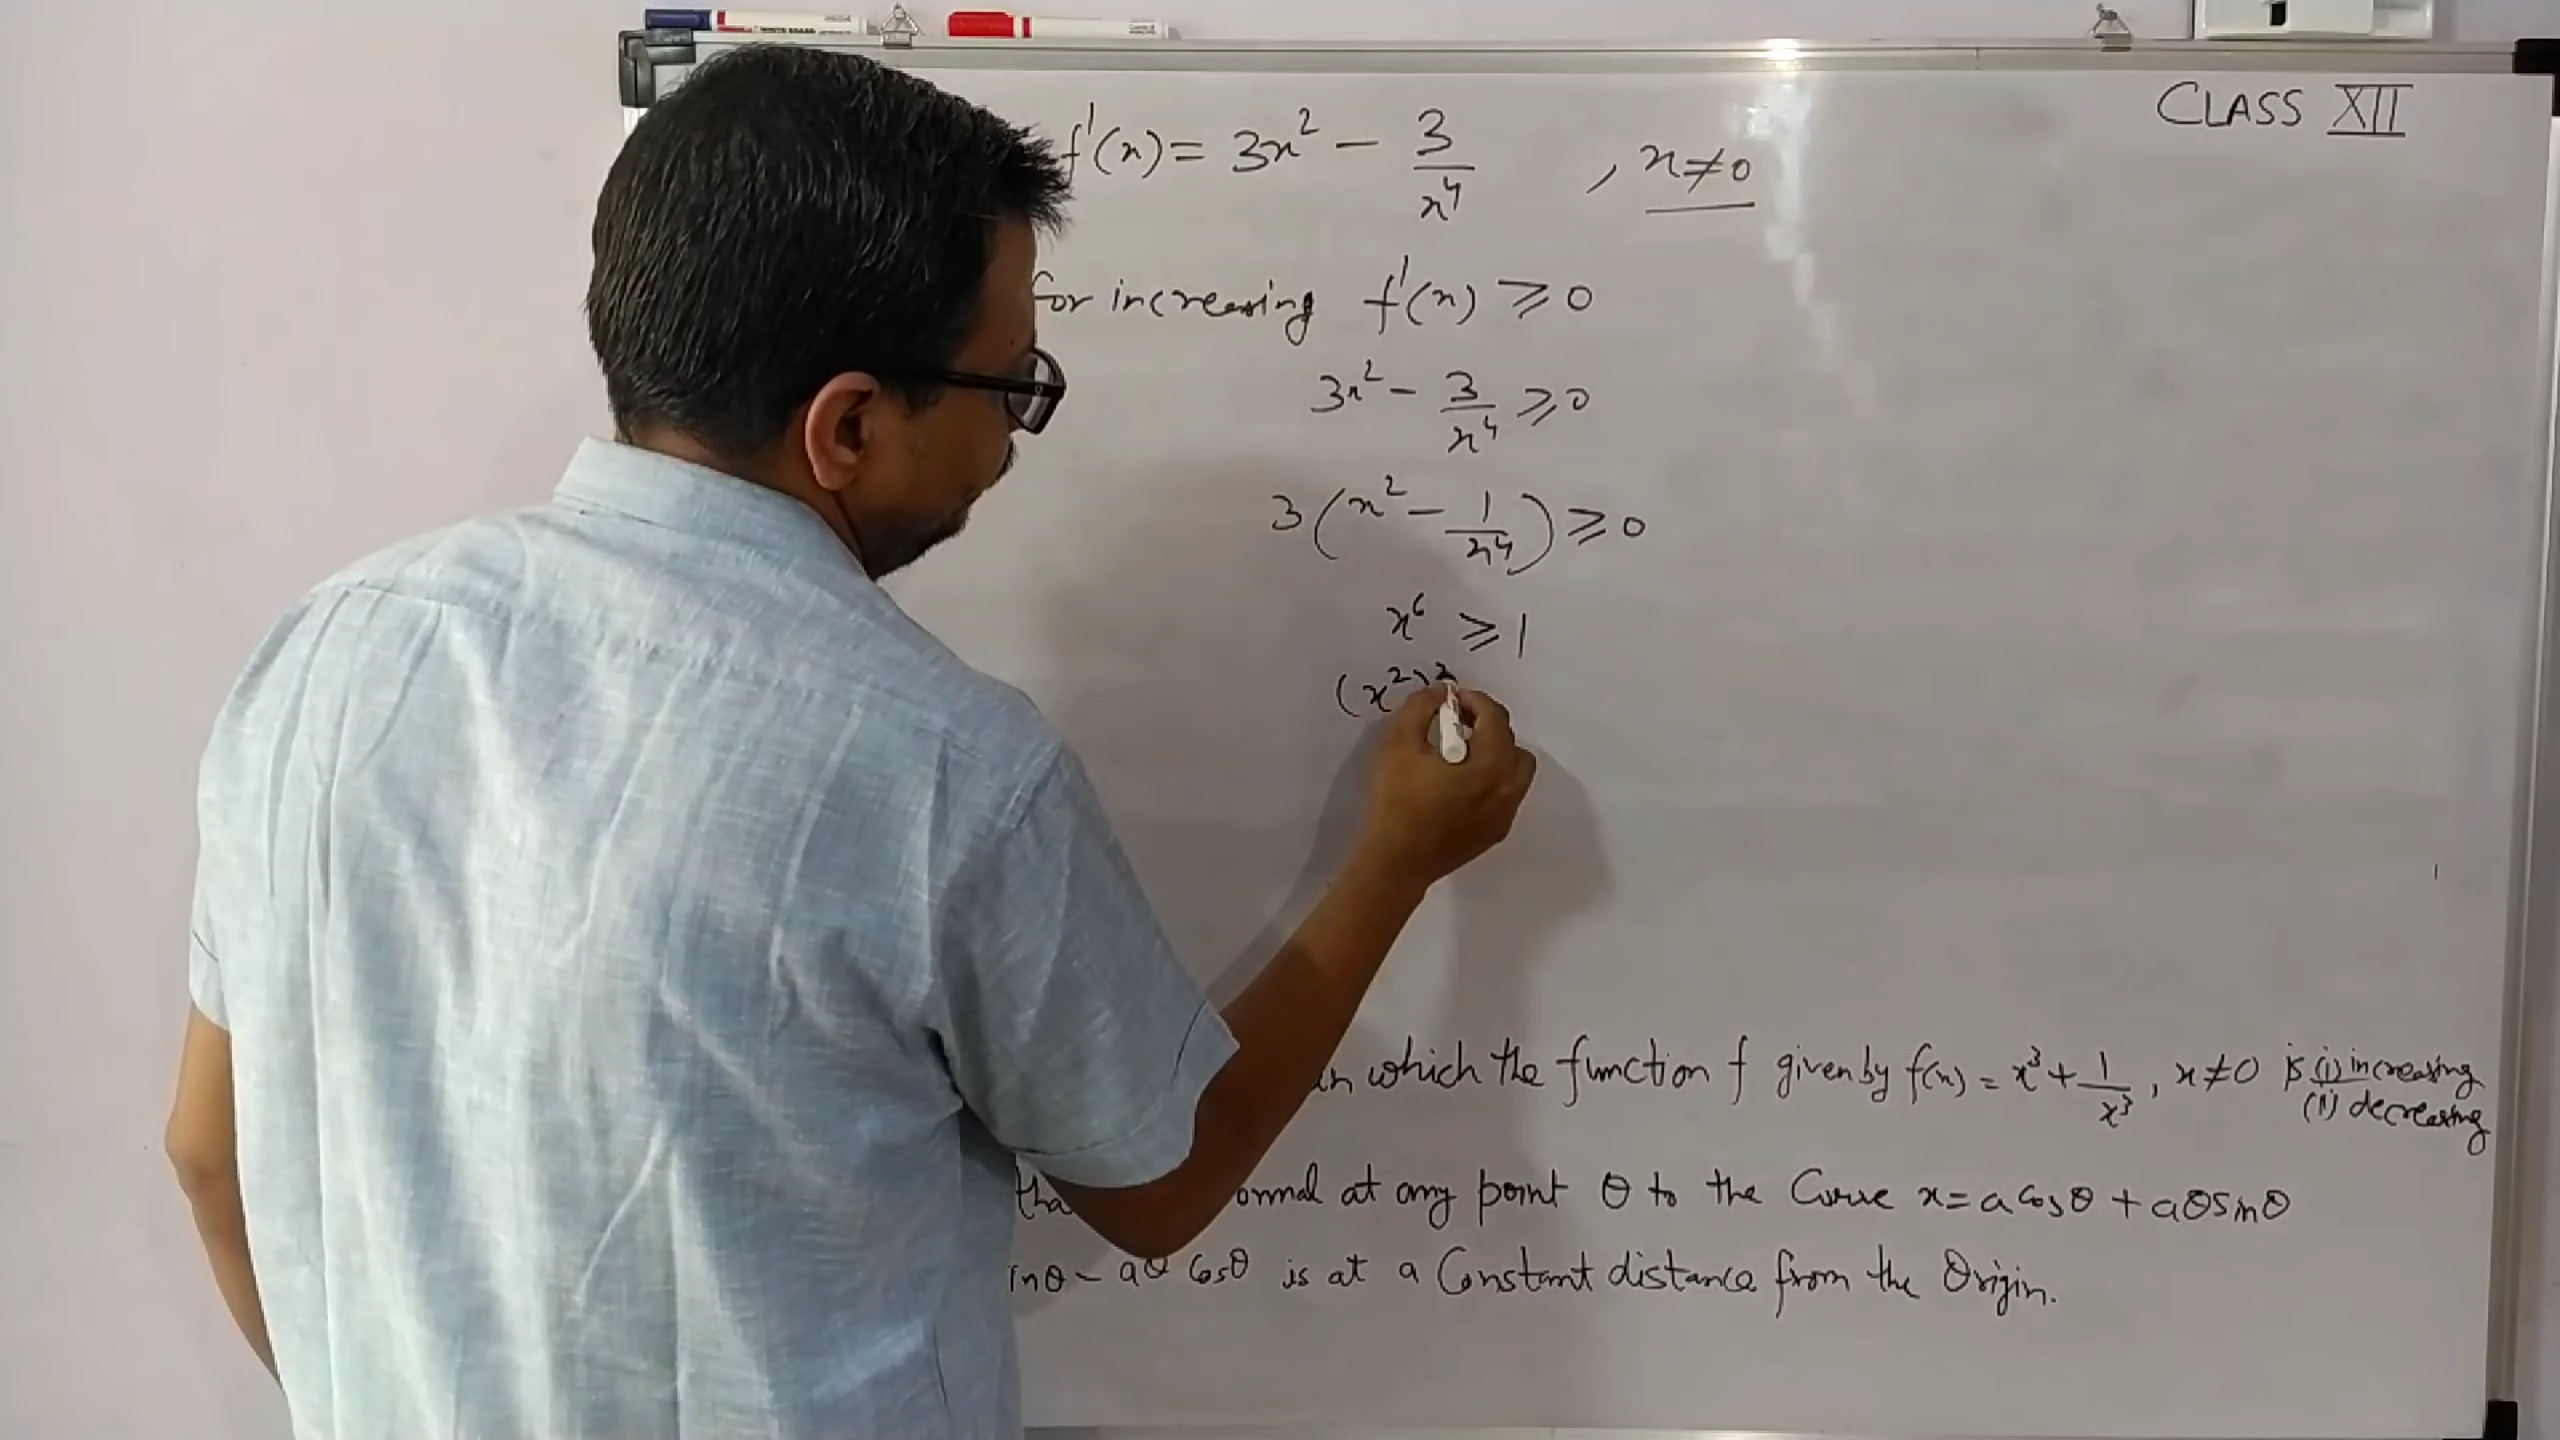 CLASS XII
f'(x) = 3x² - 3/x⁴ , x≠0
for increasing f'(x) ≥ 0
3x² - 3/x⁴ ≥ 0
3(x² - 1/x⁴) ≥ 0
x⁶ ≥ 1
(x²)
in which the function f given by f(x) = x³ + 1/x³, x≠0 is (i) increasing
(ii) decreasing
at any point θ to the Curve x = a cosθ + aθ sinθ
- aθ cosθ is at a Constant distance from the Origin.